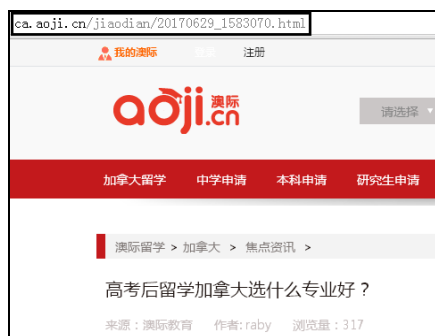 ca.aoji.cn/jiaodian/20170629_1583070.html
我的澳际 登录 注册
aoji.cn 澳际
请选择
加拿大留学 中学申请 本科申请 研究生申请
澳际留学 > 加拿大 > 焦点资讯 >
高考后留学加拿大选什么专业好？
来源：澳际教育 作者:raby 浏览量：317